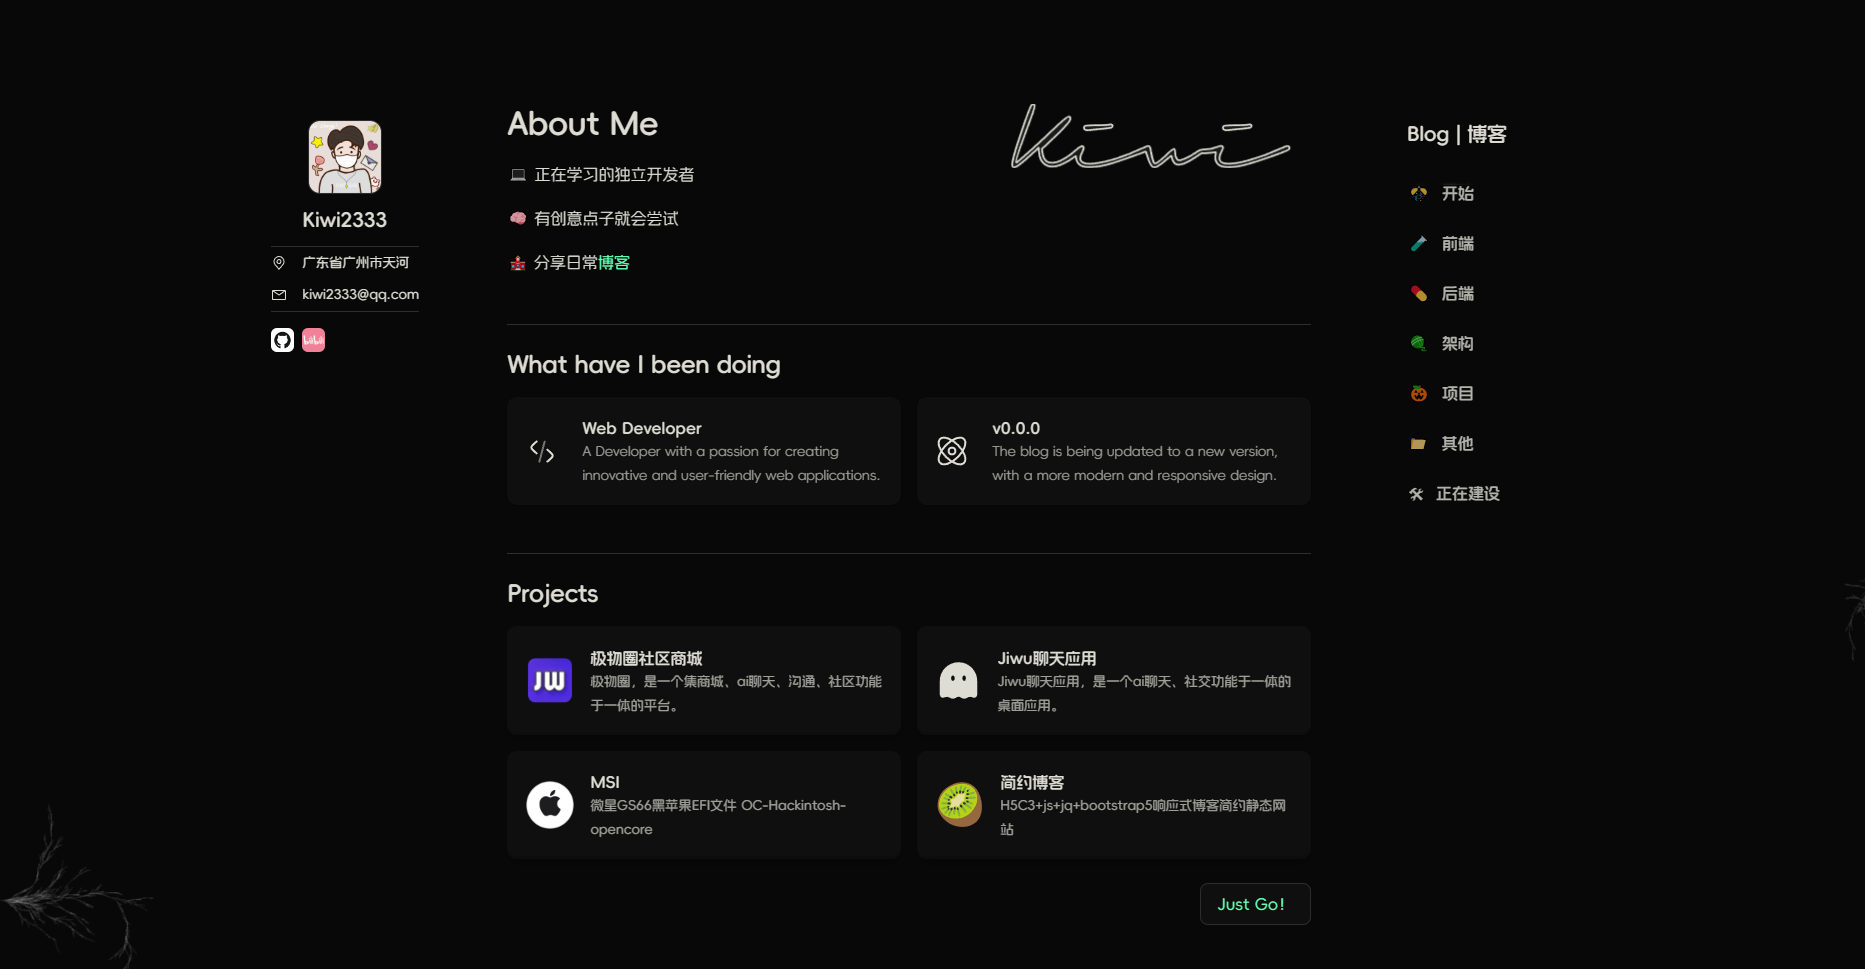 Kiwi2333
广东省广州市天河
kiwi2333@qq.com
bilibili
About Me
正在学习的独立开发者
有创意点子就会尝试
分享日常博客
Kiwi
What have I been doing
Web Developer
A Developer with a passion for creating
innovative and user-friendly web applications.
v0.0.0
The blog is being updated to a new version,
with a more modern and responsive design.
Projects
JW
极物圈社区商城
极物圈，是一个集商城、ai聊天、沟通、社区功能
于一体的平台。
Jiwu聊天应用
Jiwu聊天应用，是一个ai聊天、社交功能于一体的
桌面应用。
MSI
微星GS66黑苹果EFI文件 OC-Hackintosh-
opencore
简约博客
H5C3+js+jq+bootstrap5响应式博客简约静态网
站
Just Go!
Blog | 博客
开始
前端
后端
架构
项目
其他
正在建设